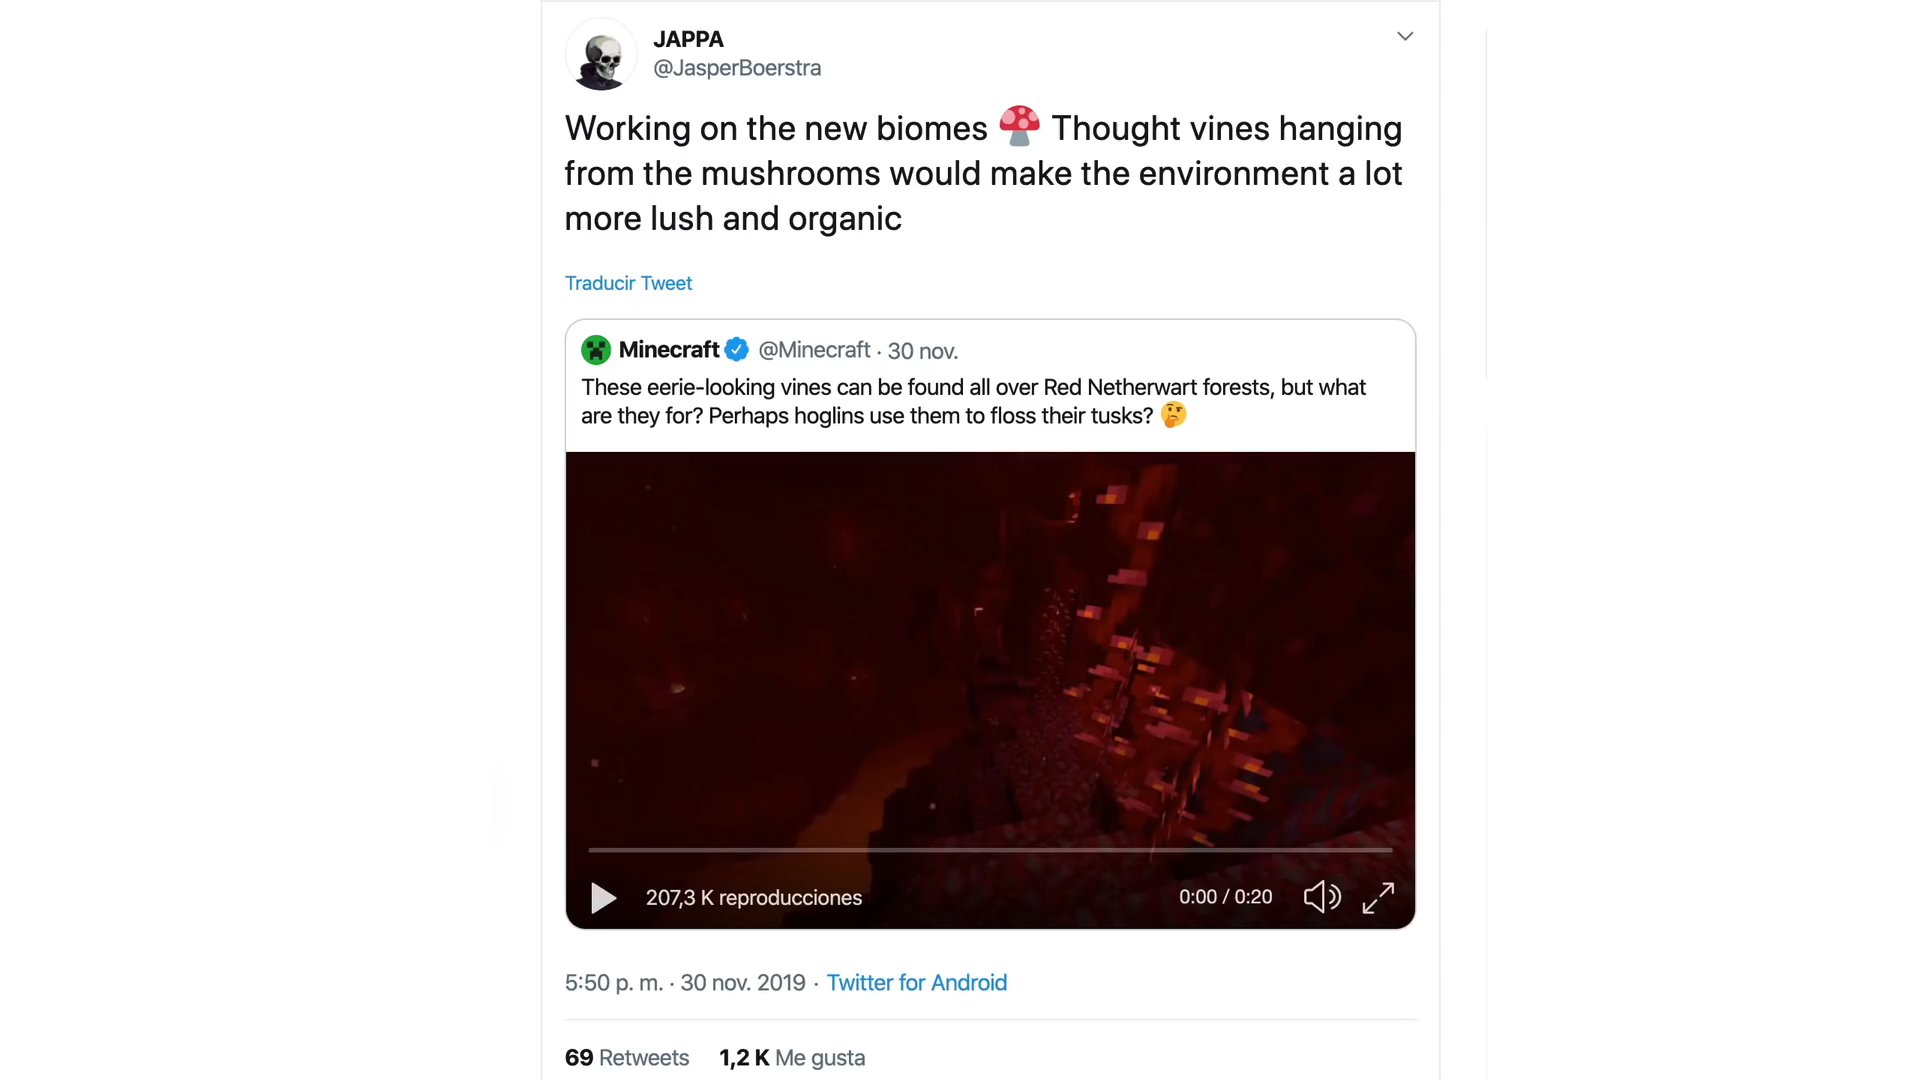 JAPPA
@JasperBoerstra
Working on the new biomes 🍄 Thought vines hanging
from the mushrooms would make the environment a lot
more lush and organic
Traducir Tweet
Minecraft @Minecraft · 30 nov.
These eerie-looking vines can be found all over Red Netherwart forests, but what
are they for? Perhaps hoglins use them to floss their tusks? 🤔
207,3 K reproducciones
0:00 / 0:20
5:50 p. m. · 30 nov. 2019 · Twitter for Android
69 Retweets 1,2 K Me gusta